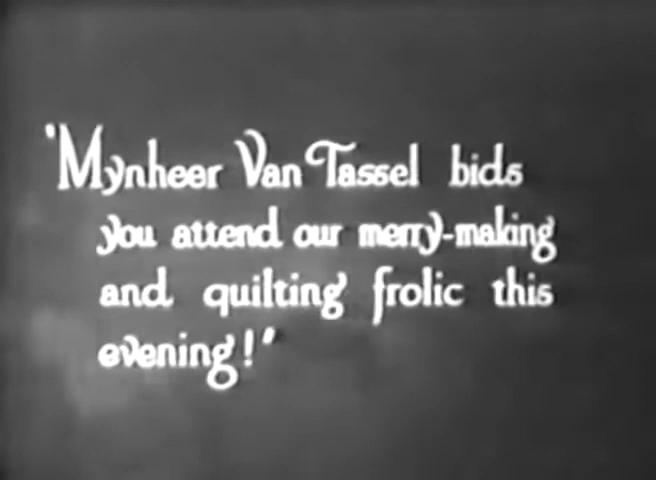 'Mynheer Van Tassel bids
you attend our merry-making
and quilting frolic this
evening!'